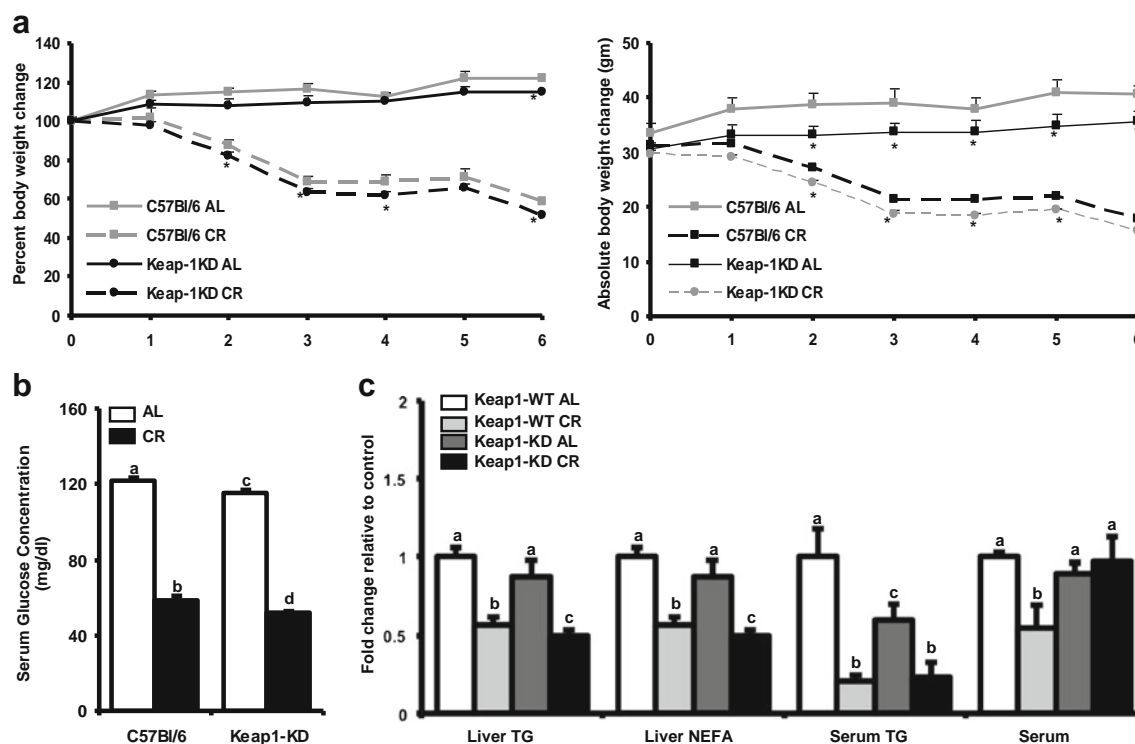 a
Percent body weight change
140
120
100
80
60
40
20
0
C57Bl/6 AL
C57Bl/6 CR
Keap-1KD AL
Keap-1KD CR
* * * * *
0 1 2 3 4 5 6
Absolute body weight change (gm)
50
40
30
20
10
0
C57Bl/6 AL
C57Bl/6 CR
Keap-1KD AL
Keap-1KD CR
* * * *
* * * *
0 1 2 3 4 5 6
b
Serum Glucose Concentration
(mg/dl)
160
120
80
40
0
AL
CR
a b c d
C57Bl/6 Keap1-KD
c
Fold change relative to control
2
1.5
1
0.5
0
Keap1-WT AL
Keap1-WT CR
Keap1-KD AL
Keap1-KD CR
a b a c
a b a c
a b c b
a b a a
Liver TG Liver NEFA Serum TG Serum